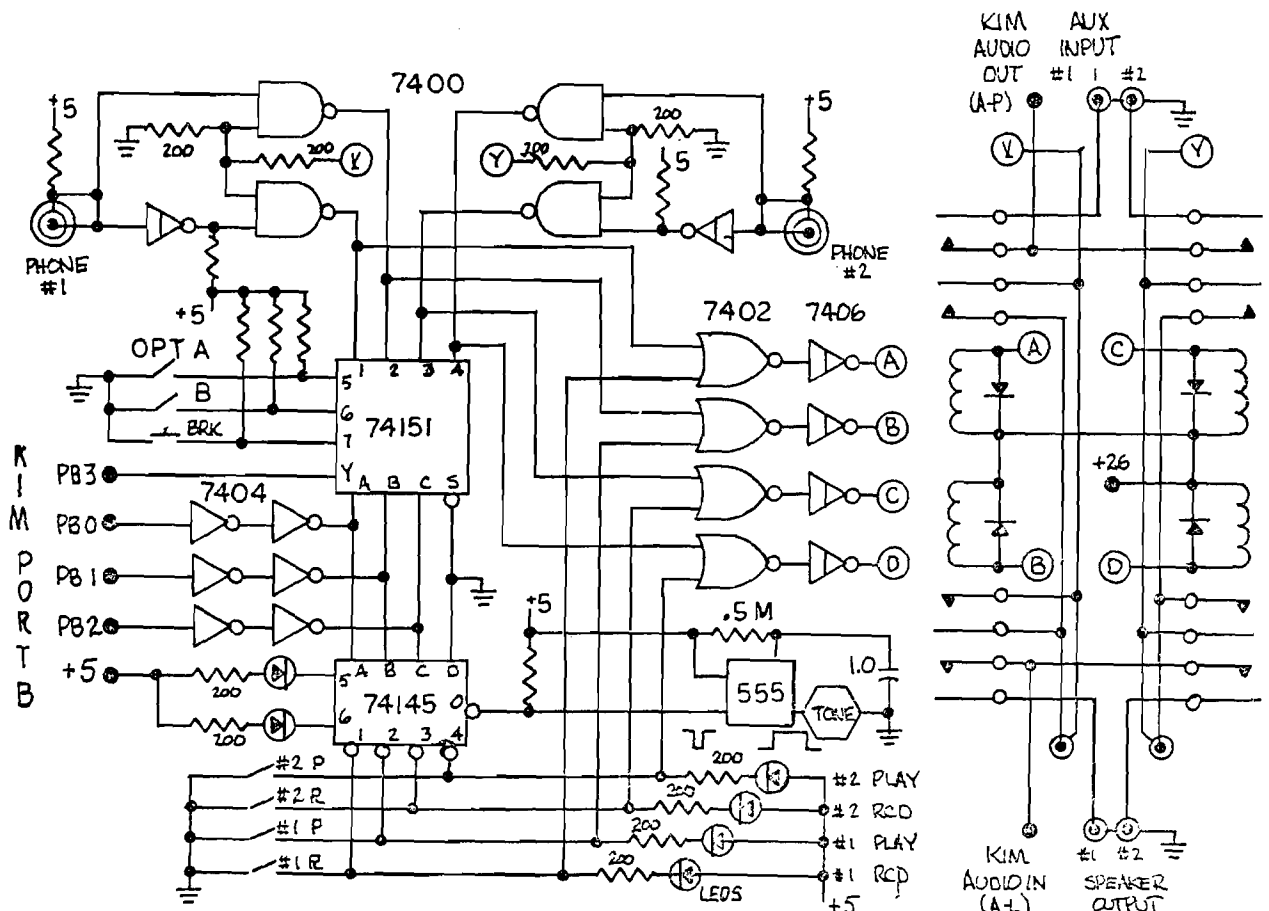 7400
+5
200
200
X
PHONE
#1
+5
200
200
Y
5
PHONE
#2
+5
OPT A
B
BRK
1 2 3 4
5
6
7
74151
Y
A B C S
7402
7406
A
B
C
D
KIM PORT B
PB3
PB0
PB1
PB2
+5
7404
200
200
A B C D
5
6
74145
0
1 2 3 4
+5
.5 M
555
1.0
TONE
#2 P
#2 R
#1 P
#1 R
200
200
200
200
LEDS
#2 PLAY
#2 RCD
#1 PLAY
#1 RCD
+5
KIM
AUDIO
OUT
(A-P)
AUX
INPUT
#1 1 #2
Y
A
C
+26
B
D
KIM
AUDIO IN
(A-L)
#1 #2
SPEAKER
OUTPUT